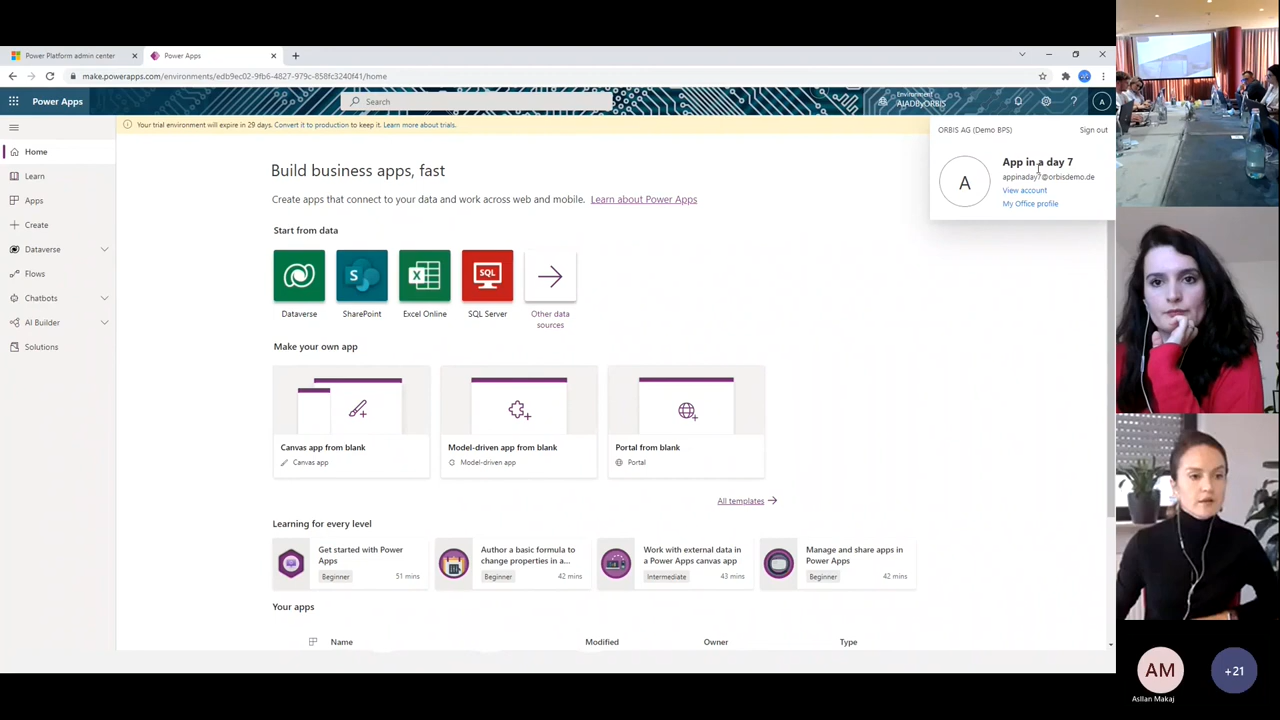 Power Platform admin center
Power Apps
make.powerapps.com/environments/edb9ec02-9fb6-4827-979c-858fc3240f41/home
Power Apps
Search
Environment
AIADByORBIS
A
Your trial environment will expire in 29 days. Convert it to production to keep it. Learn more about trials.
ORBIS AG (Demo BPS)
Sign out
A
App in a day 7
appinaday7@orbisdemo.de
View account
My Office profile
Home
Learn
Apps
Create
Dataverse
Flows
Chatbots
AI Builder
Solutions
Build business apps, fast
Create apps that connect to your data and work across web and mobile. Learn about Power Apps
Start from data
S
SQL
Dataverse
SharePoint
Excel Online
SQL Server
Other data
sources
Make your own app
Canvas app from blank
Canvas app
Model-driven app from blank
Model-driven app
Portal from blank
Portal
All templates
Learning for every level
Get started with Power
Apps
Beginner
51 mins
Author a basic formula to
change properties in a...
Beginner
42 mins
Work with external data in
a Power Apps canvas app
Intermediate
43 mins
Manage and share apps in
Power Apps
Beginner
42 mins
Your apps
Name
Modified
Owner
Type
AM
Asllan Makaj
+21